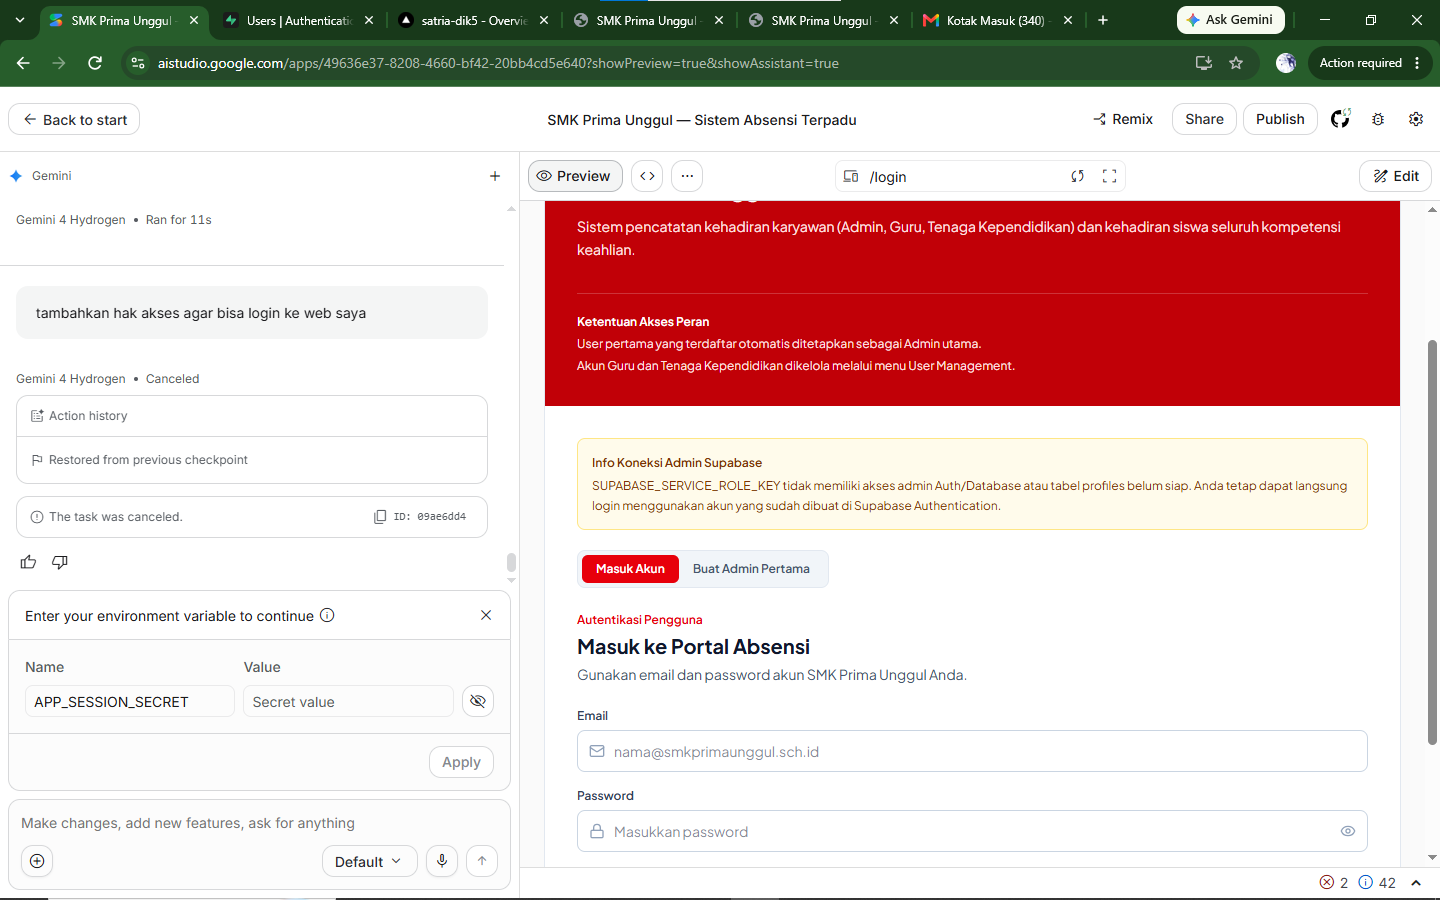 SMK Prima Unggul -
Users | Authenticatio
satria-dik5 - Overvie
SMK Prima Unggul -
SMK Prima Unggul -
Kotak Masuk (340) -
Ask Gemini
aistudio.google.com/apps/49636e37-8208-4660-bf42-20bb4cd5e640?showPreview=true&showAssistant=true
Action required
Back to start
SMK Prima Unggul — Sistem Absensi Terpadu
Remix
Share
Publish
Gemini
Preview
/login
Edit
Gemini 4 Hydrogen • Ran for 11s
tambahkan hak akses agar bisa login ke web saya
Gemini 4 Hydrogen • Canceled
Action history
Restored from previous checkpoint
The task was canceled.
ID: 09ae6dd4
Enter your environment variable to continue
Name
Value
APP_SESSION_SECRET
Secret value
Apply
Make changes, add new features, ask for anything
Default
Sistem pencatatan kehadiran karyawan (Admin, Guru, Tenaga Kependidikan) dan kehadiran siswa seluruh kompetensi
keahlian.
Ketentuan Akses Peran
User pertama yang terdaftar otomatis ditetapkan sebagai Admin utama.
Akun Guru dan Tenaga Kependidikan dikelola melalui menu User Management.
Info Koneksi Admin Supabase
SUPABASE_SERVICE_ROLE_KEY tidak memiliki akses admin Auth/Database atau tabel profiles belum siap. Anda tetap dapat langsung
login menggunakan akun yang sudah dibuat di Supabase Authentication.
Masuk Akun
Buat Admin Pertama
Autentikasi Pengguna
Masuk ke Portal Absensi
Gunakan email dan password akun SMK Prima Unggul Anda.
Email
nama@smkprimaunggul.sch.id
Password
Masukkan password
2
42